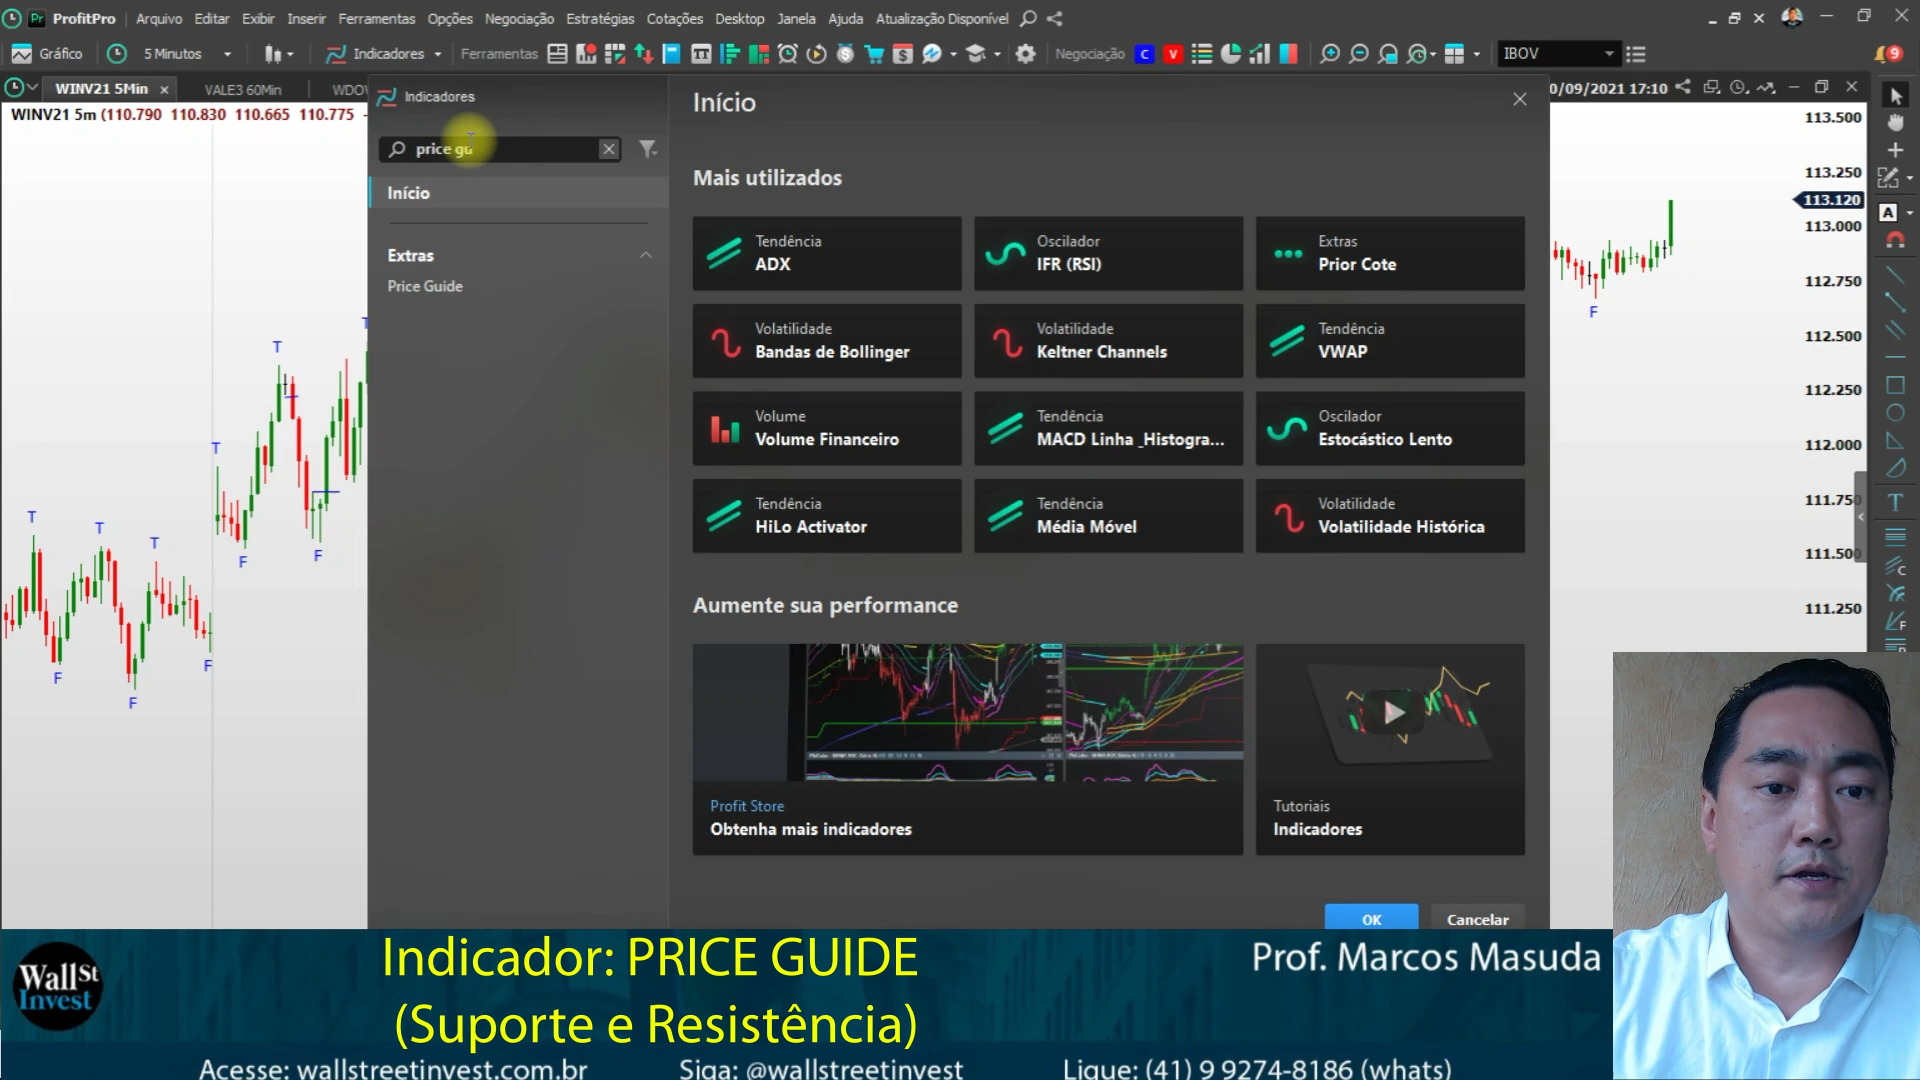 ProfitPro Arquivo Editar Exibir Inserir Ferramentas Opções Negociação Estratégias Cotações Desktop Janela Ajuda Atualização Disponível
Gráfico 5 Minutos Indicadores Ferramentas Negociação C V IBOV 9
WINV21 5Min VALE3 60Min 0/09/2021 17:10
WINV21 5m (110.790 110.830 110.665 110.775
Indicadores
price gu
Início
Extras
Price Guide
Início
Mais utilizados
Tendência
ADX
Oscilador
IFR (RSI)
Extras
Prior Cote
Volatilidade
Bandas de Bollinger
Volatilidade
Keltner Channels
Tendência
VWAP
Volume
Volume Financeiro
Tendência
MACD Linha _Histogra...
Oscilador
Estocástico Lento
Tendência
HiLo Activator
Tendência
Média Móvel
Volatilidade
Volatilidade Histórica
Aumente sua performance
Profit Store
Obtenha mais indicadores
Tutoriais
Indicadores
OK
Cancelar
113.500
113.250
113.120
113.000
112.750
112.500
112.250
112.000
111.750
111.500
111.250
T
T
T
T
T
T
F
F
F
F
F
F
Wall St
Invest
Indicador: PRICE GUIDE
(Suporte e Resistência)
Prof. Marcos Masuda
Acesse: wallstreetinvest.com.br Siga: @wallstreetinvest Ligue: (41) 9 9274-8186 (whats)